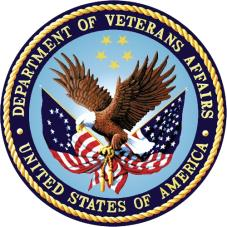 DEPARTMENT OF VETERANS AFFAIRS
UNITED STATES OF AMERICA